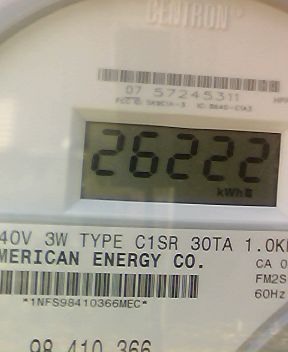 CENTRON®
07 57245311
26222
kWh
40V 3W TYPE C1SR 30TA 1.0K
MERICAN ENERGY CO.
CA 0
FM2S
60Hz
*1NFS98410366MEC*
98 410 366